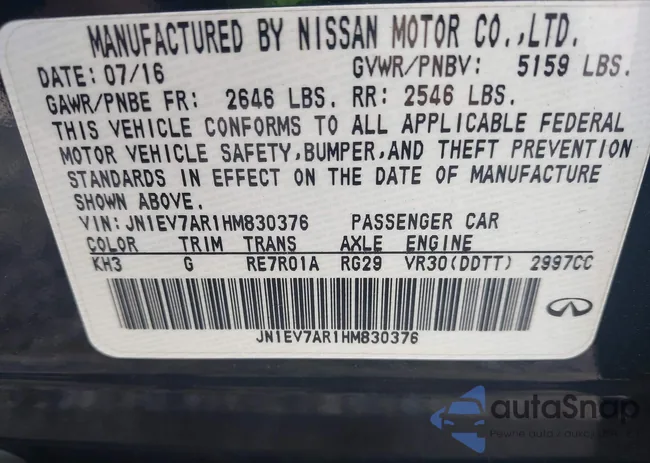 MANUFACTURED BY NISSAN MOTOR CO.,LTD.
DATE: 07/16 GVWR/PNBV: 5159 LBS.
GAWR/PNBE FR: 2646 LBS. RR: 2546 LBS.
THIS VEHICLE CONFORMS TO ALL APPLICABLE FEDERAL
MOTOR VEHICLE SAFETY,BUMPER,AND THEFT PREVENTION
STANDARDS IN EFFECT ON THE DATE OF MANUFACTURE
SHOWN ABOVE.
VIN:JN1EV7AR1HM830376 PASSENGER CAR
COLOR TRIM TRANS AXLE ENGINE
KH3 G RE7R01A RG29 VR30(DDTT) 2997CC
JN1EV7AR1HM830376
autoSnap
Pewne auta